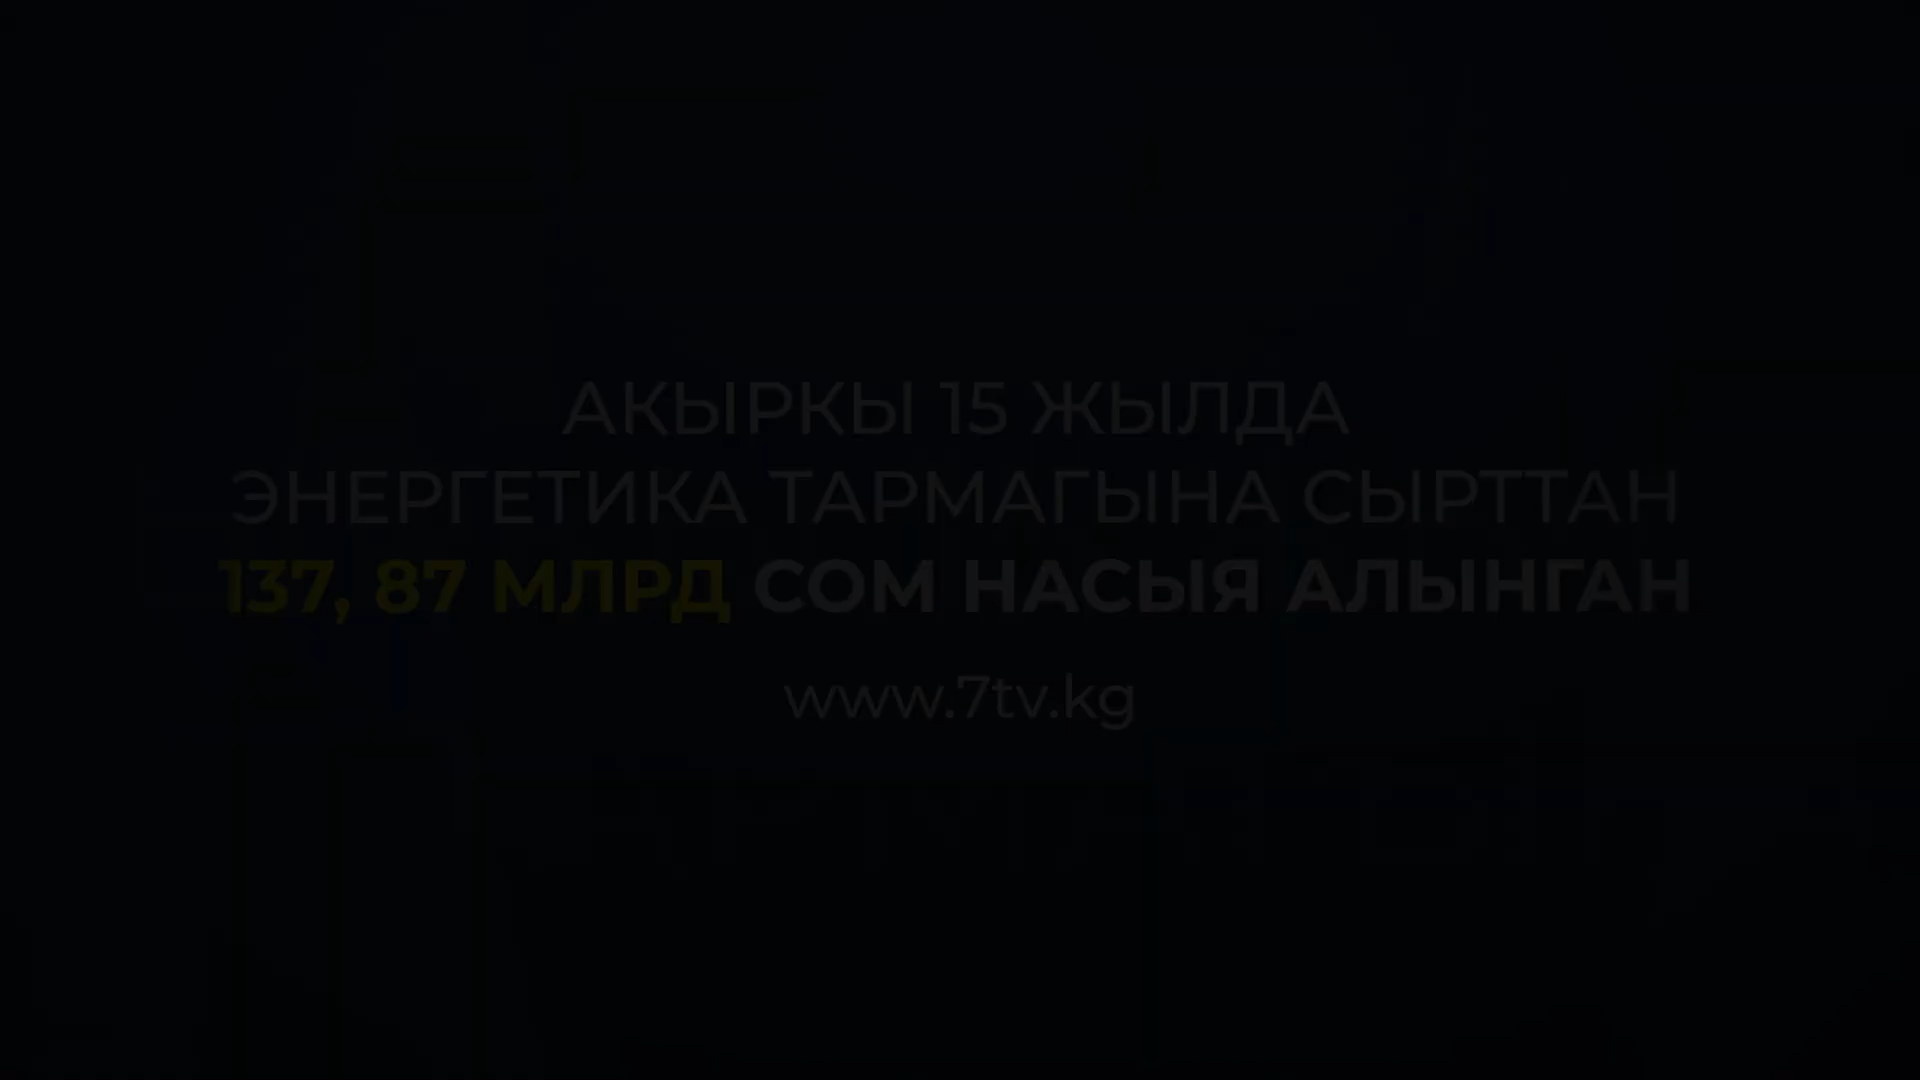 АКЫРКЫ 15 ЖЫЛДА
ЭНЕРГЕТИКА ТАРМАГЫНА СЫРТТАН
137, 87 МЛРД СОМ НАСЫЯ АЛЫНГАН
www.7tv.kg